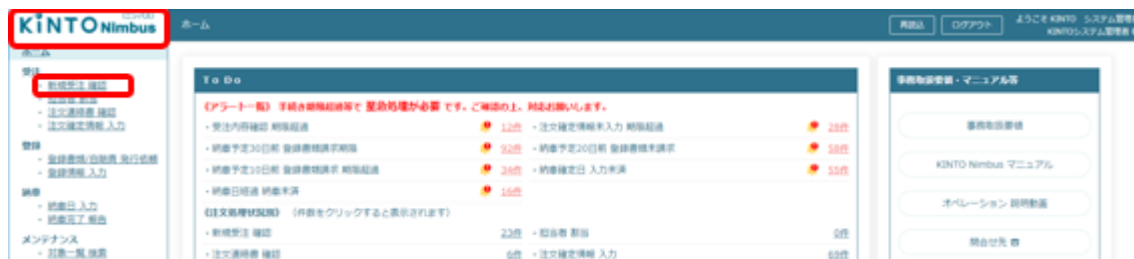 KINTO Nimbus
ホーム
再読込
ログアウト
ようこそ KINTO システム管理
KINTOシステム管理者
ホーム
受注
- 新規受注 確認
- 担当者 割当
- 注文連絡書 確認
- 注文確定情報 入力
登録
- 登録書類/自賠責 発行依頼
- 登録情報 入力
納車
- 納車日 入力
- 納車完了 報告
メンテナンス
- 対象一覧 検索
To Do
《アラート一覧》 手続き期限超過等で 至急処理が必要 です。ご確認の上、対応お願いします。
・受注内容確認 期限超過 12件 ・注文確定情報未入力 期限超過 28件
・納車予定30日前 登録書類請求期限 92件 ・納車予定20日前 登録書類未請求 58件
・納車予定10日前 登録書類請求 期限超過 34件 ・納車確定日 入力未済 55件
・納車日経過 納車未済 16件
《注文処理状況別》 （件数をクリックすると表示されます）
・新規受注 確認 23件 ・担当者 割当 0件
・注文連絡書 確認 6件 ・注文確定情報 入力 69件
事務取扱要領・マニュアル等
事務取扱要領
KINTO Nimbus マニュアル
オペレーション 説明動画
問合せ先